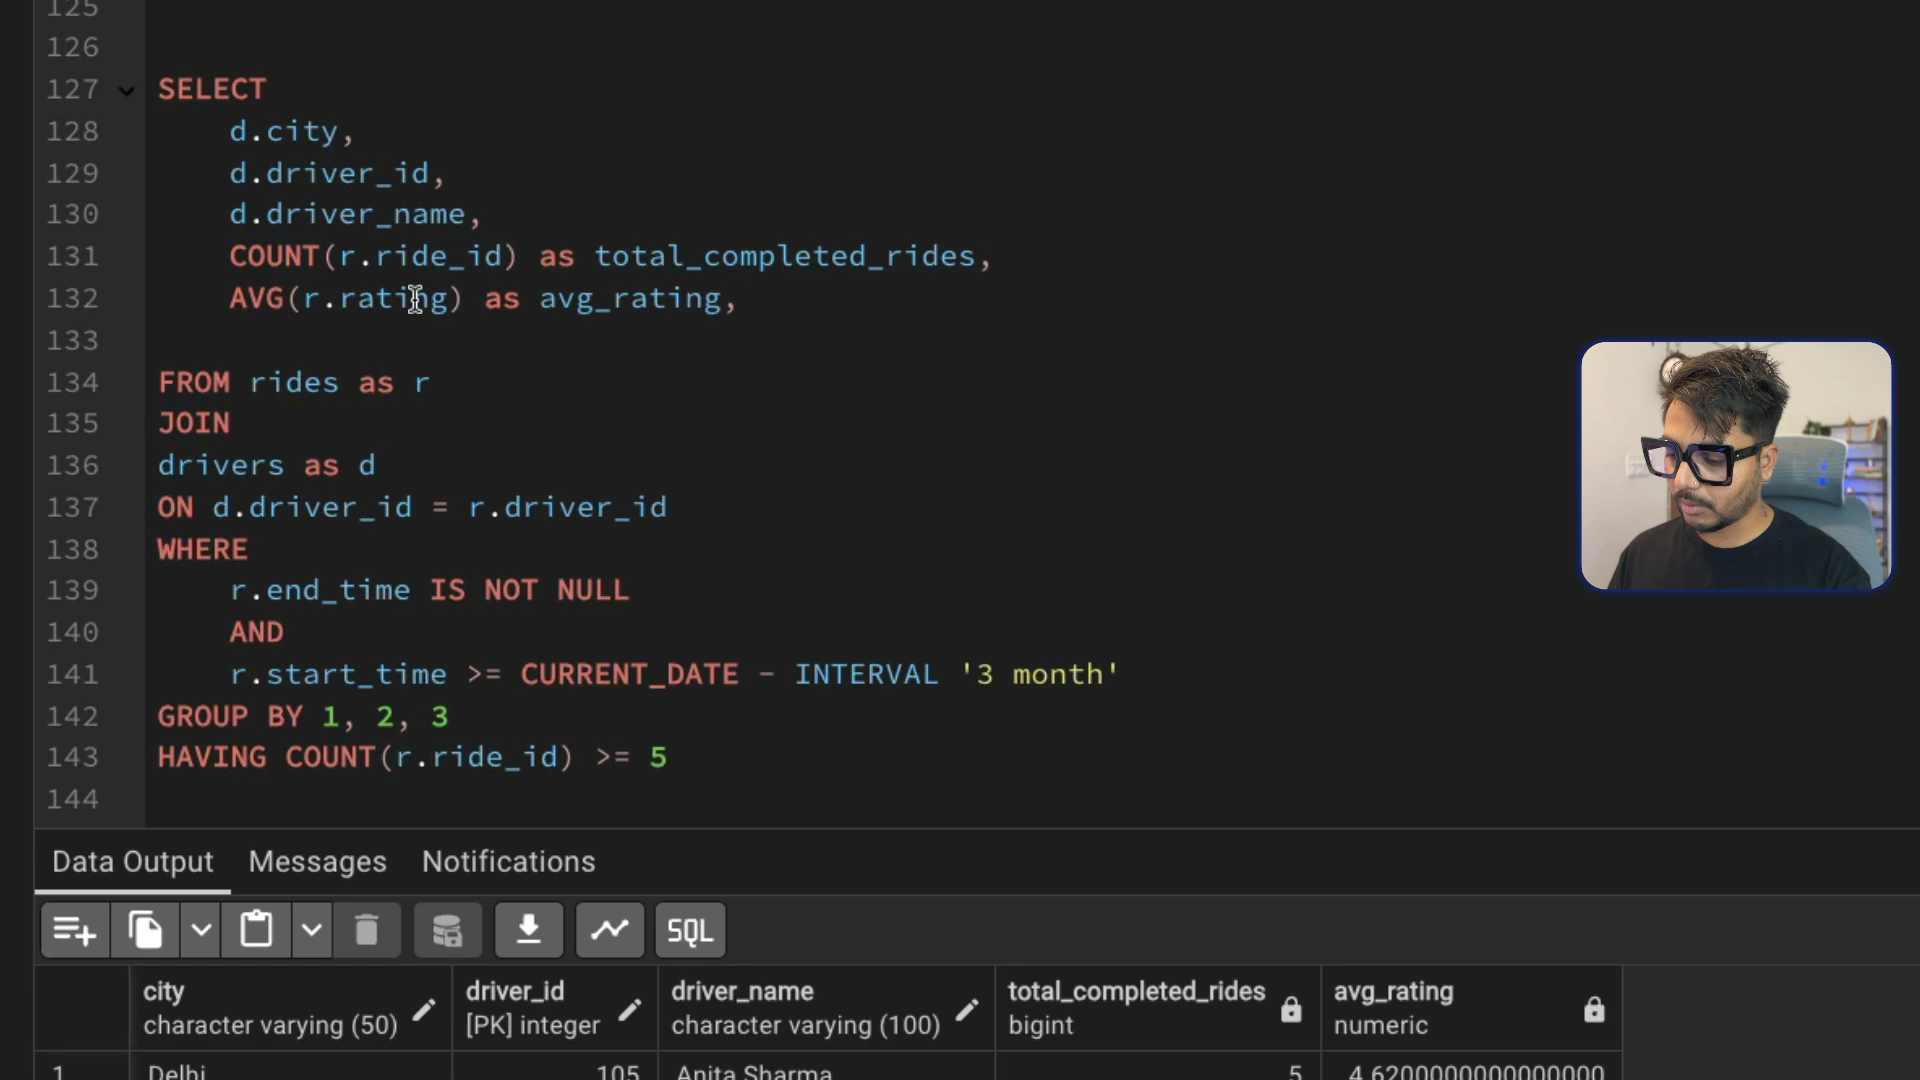 125
126
127 SELECT
128 d.city,
129 d.driver_id,
130 d.driver_name,
131 COUNT(r.ride_id) as total_completed_rides,
132 AVG(r.rating) as avg_rating,
133
134 FROM rides as r
135 JOIN
136 drivers as d
137 ON d.driver_id = r.driver_id
138 WHERE
139 r.end_time IS NOT NULL
140 AND
141 r.start_time >= CURRENT_DATE - INTERVAL '3 month'
142 GROUP BY 1, 2, 3
143 HAVING COUNT(r.ride_id) >= 5
144
Data Output Messages Notifications
SQL
city driver_id driver_name total_completed_rides avg_rating
character varying (50) [PK] integer character varying (100) bigint numeric
1 Delhi 105 Anita Sharma 5 4.6200000000000000